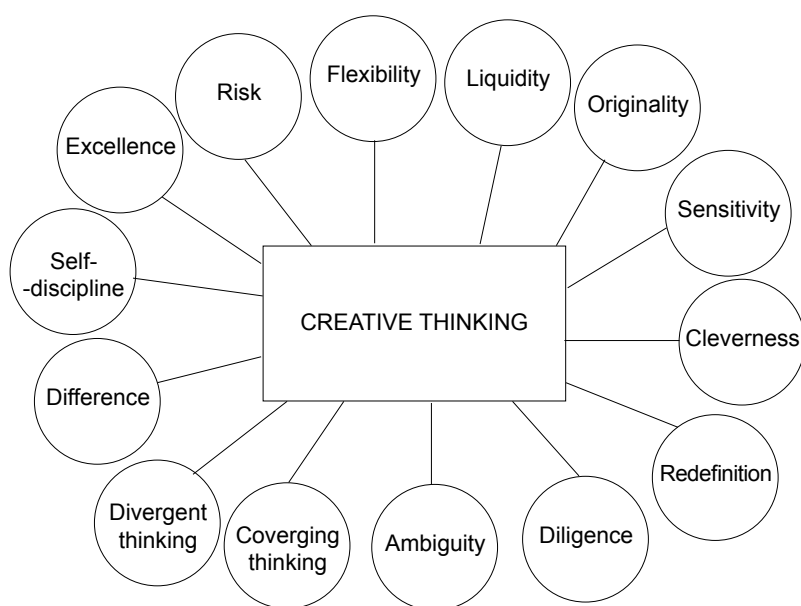 Flexibility
Liquidity
Risk
Originality
Excellence
Sensitivity
Self-
-discipline
CREATIVE THINKING
Cleverness
Difference
Redefinition
Divergent
thinking
Coverging
thinking
Ambiguity
Diligence